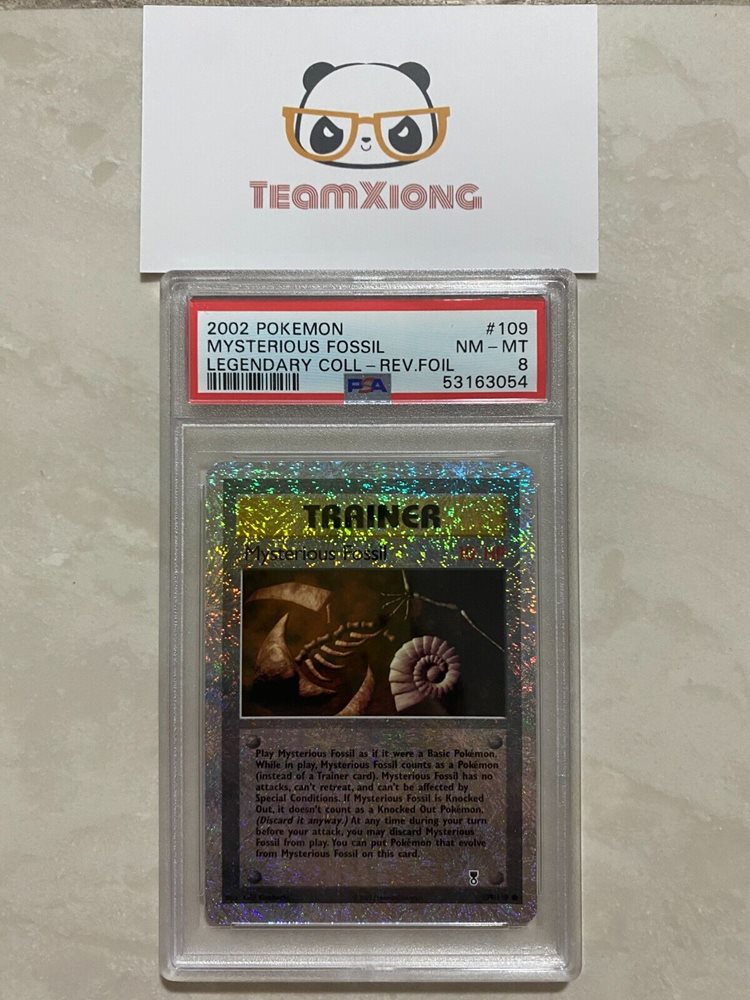 TEAMXIONG
2002 POKEMON #109
MYSTERIOUS FOSSIL NM - MT
LEGENDARY COLL - REV.FOIL 8
PSA 53163054
TRAINER
Mysterious Fossil
Play Mysterious Fossil as if it were a Basic Pokémon.
While in play, Mysterious Fossil counts as a Pokémon
(instead of a Trainer card). Mysterious Fossil has no
attacks, can't retreat, and can't be affected by
Special Conditions. If Mysterious Fossil is Knocked
Out, it doesn't count as a Knocked Out Pokémon.
(Discard it anyway.) At any time during your turn
before your attack, you may discard Mysterious
Fossil from play. You can put Pokémon that evolve
from Mysterious Fossil on this card.